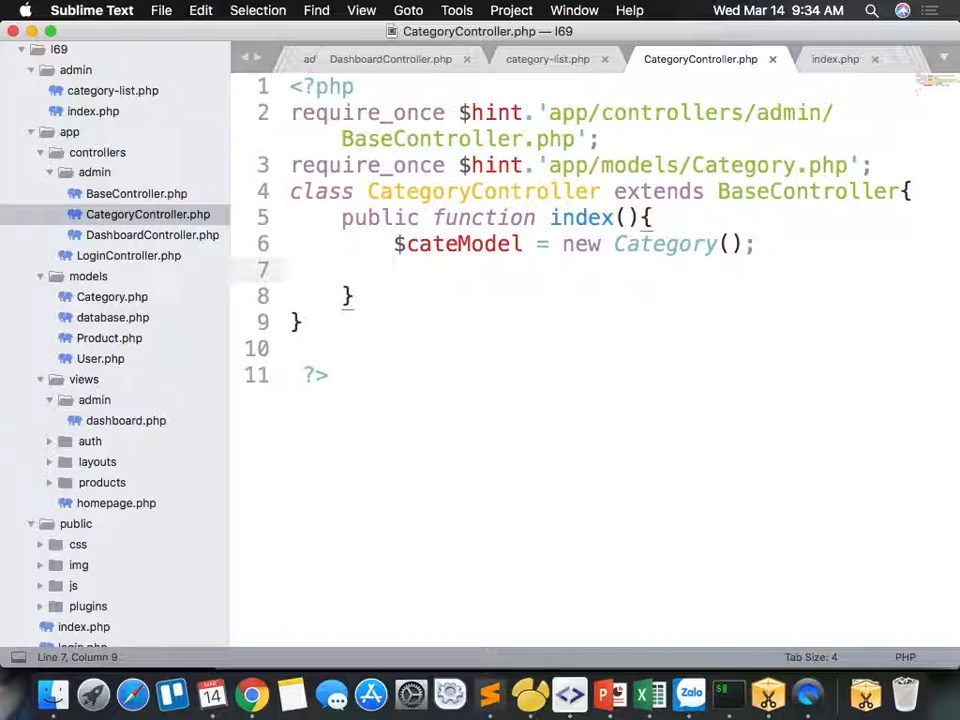 Sublime Text File Edit Selection Find View Goto Tools Project Window Help Wed Mar 14 9:34 AM
CategoryController.php — l69
l69
admin
category-list.php
index.php
app
controllers
admin
BaseController.php
CategoryController.php
DashboardController.php
LoginController.php
models
Category.php
database.php
Product.php
User.php
views
admin
dashboard.php
auth
layouts
products
homepage.php
public
css
img
js
plugins
index.php
login.php
ad DashboardController.php × category-list.php × CategoryController.php × index.php ×
1 <?php
2 require_once $hint.'app/controllers/admin/
BaseController.php';
3 require_once $hint.'app/models/Category.php';
4 class CategoryController extends BaseController{
5 public function index(){
6 $cateModel = new Category();
7
8 }
9 }
10
11 ?>
Line 7, Column 9 Tab Size: 4 PHP
MAR
14
Zalo